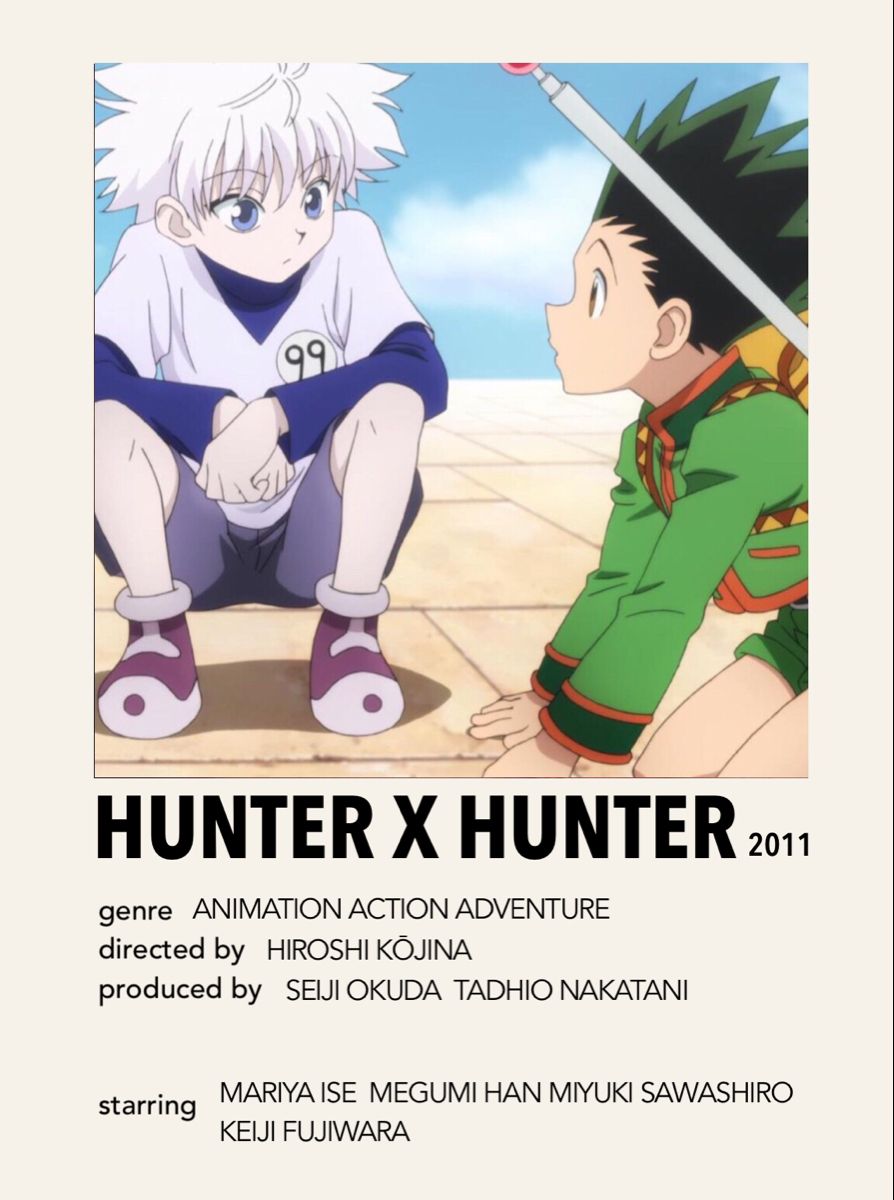 99
HUNTER X HUNTER 2011
genre ANIMATION ACTION ADVENTURE
directed by HIROSHI KŌJINA
produced by SEIJI OKUDA TADHIO NAKATANI
starring MARIYA ISE MEGUMI HAN MIYUKI SAWASHIRO
KEIJI FUJIWARA